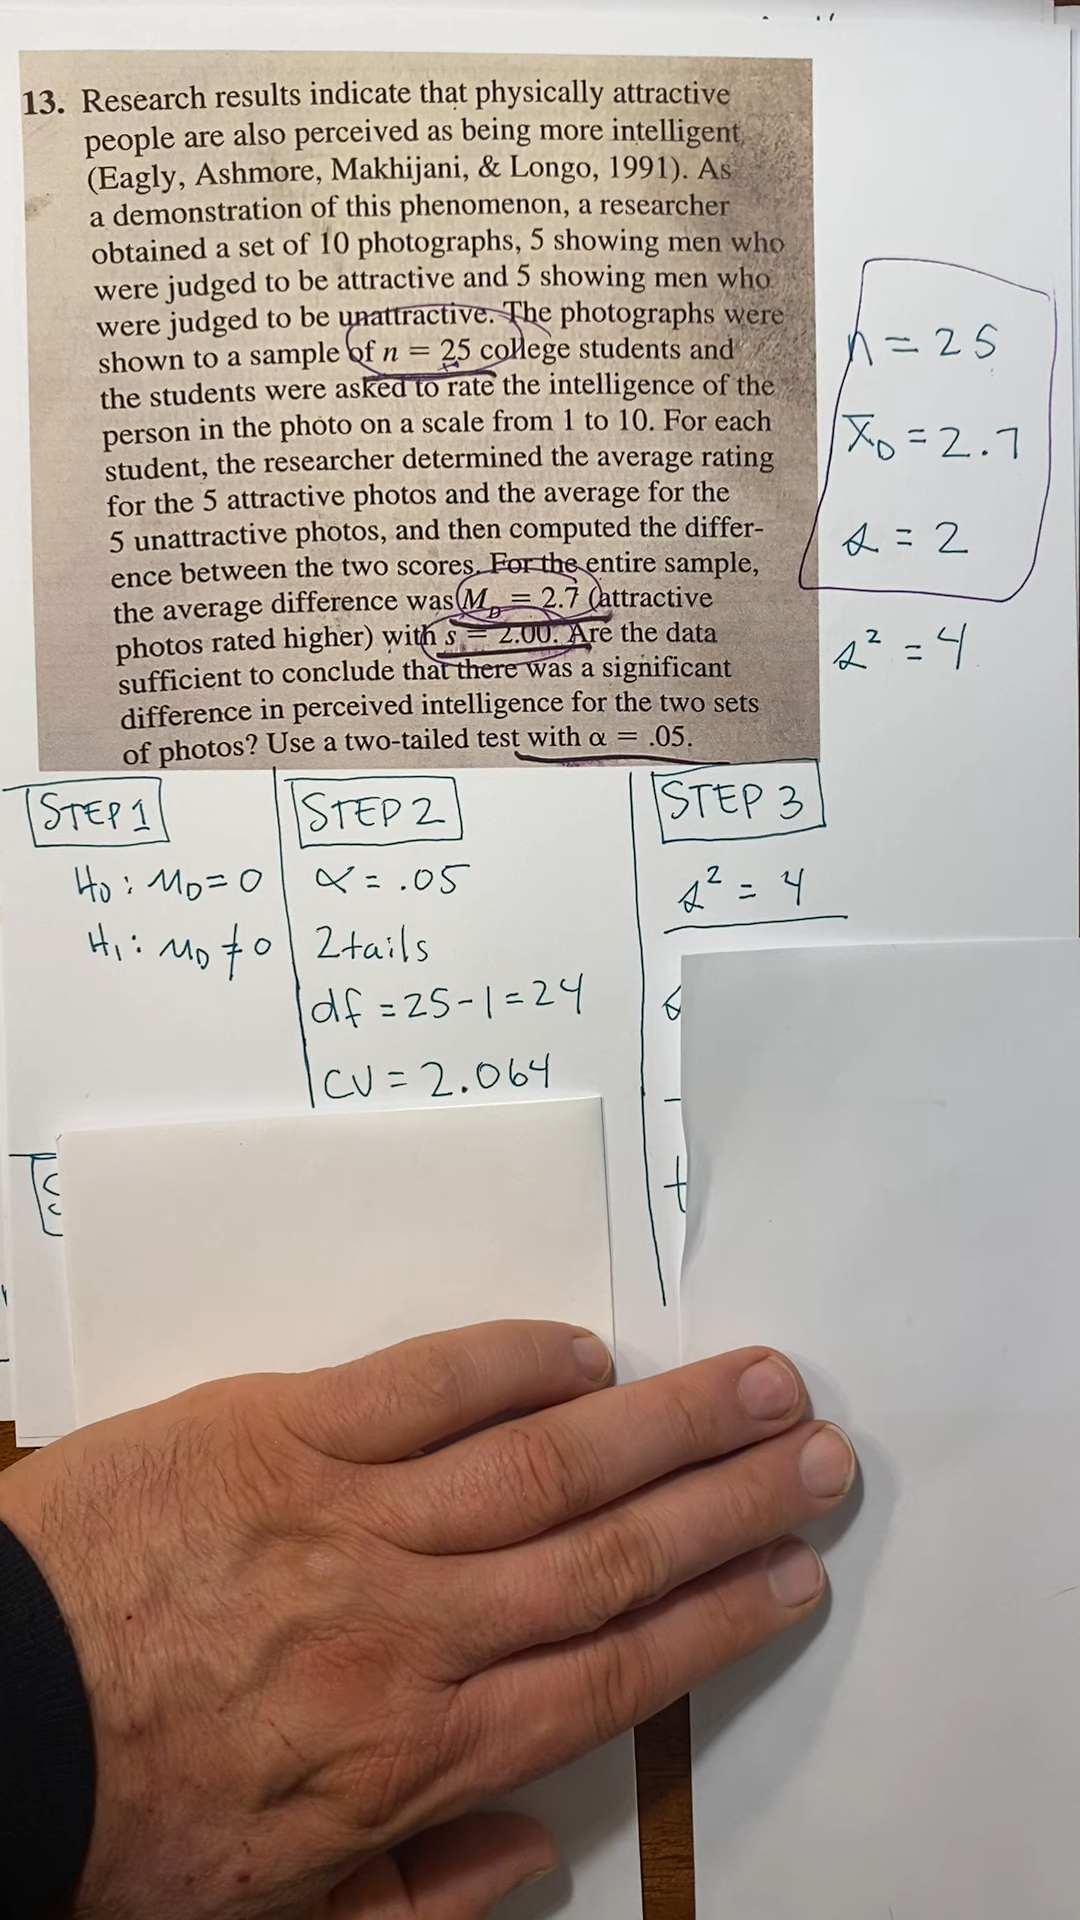 13. Research results indicate that physically attractive
people are also perceived as being more intelligent
(Eagly, Ashmore, Makhijani, & Longo, 1991). As
a demonstration of this phenomenon, a researcher
obtained a set of 10 photographs, 5 showing men who
were judged to be attractive and 5 showing men who
were judged to be unattractive. The photographs were
shown to a sample of n = 25 college students and
the students were asked to rate the intelligence of the
person in the photo on a scale from 1 to 10. For each
student, the researcher determined the average rating
for the 5 attractive photos and the average for the
5 unattractive photos, and then computed the differ-
ence between the two scores. For the entire sample,
the average difference was M_D = 2.7 (attractive
photos rated higher) with s = 2.00. Are the data
sufficient to conclude that there was a significant
difference in perceived intelligence for the two sets
of photos? Use a two-tailed test with α = .05.
n = 25
X̄_D = 2.7
s = 2
s² = 4
STEP 1
H₀ : μ_D = 0
H₁ : μ_D ≠ 0
STEP 2
α = .05
2 tails
df = 25 - 1 = 24
CV = 2.064
STEP 3
s² = 4
t